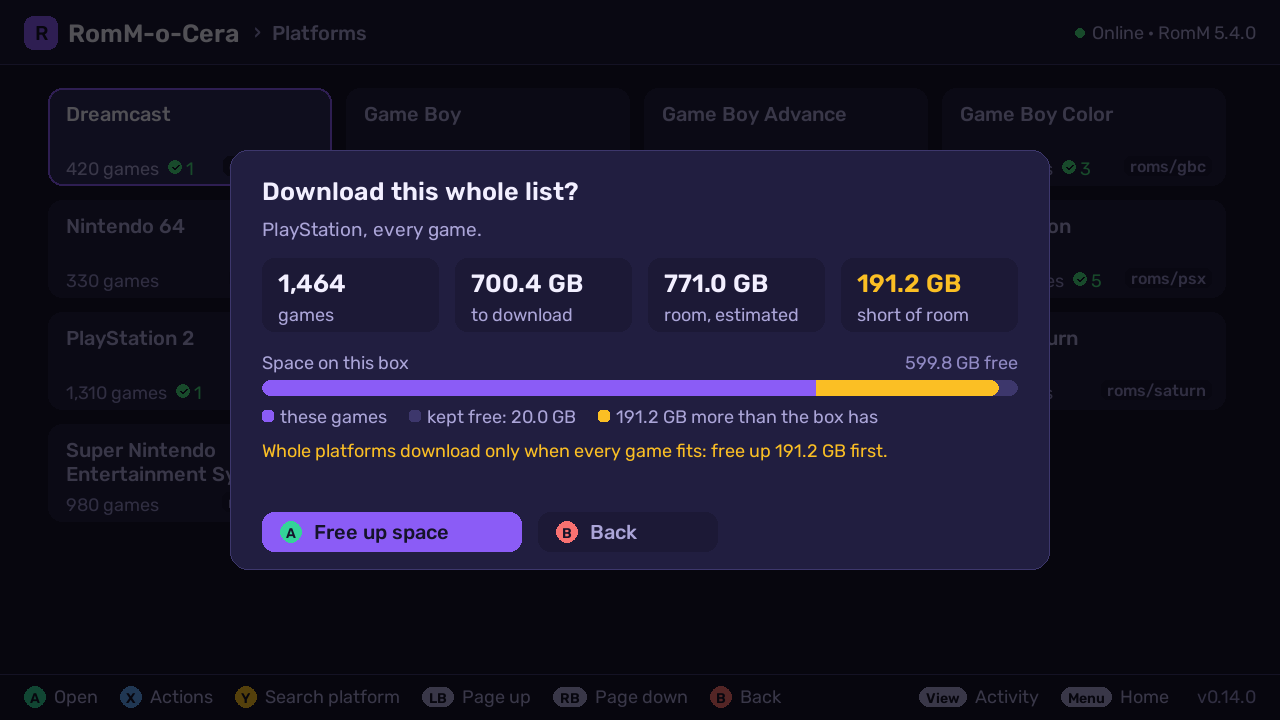 R RomM-o-Cera › Platforms
Online • RomM 5.4.0
Dreamcast
Game Boy
Game Boy Advance
Game Boy Color
420 games 1
3
roms/gbc
Download this whole list?
PlayStation, every game.
1,464
games
700.4 GB
to download
771.0 GB
room, estimated
191.2 GB
short of room
Space on this box
599.8 GB free
these games
kept free: 20.0 GB
191.2 GB more than the box has
Whole platforms download only when every game fits: free up 191.2 GB first.
A Free up space
B Back
Nintendo 64
330 games
5
roms/psx
PlayStation 2
1,310 games 1
roms/saturn
Super Nintendo
Entertainment Sy
980 games
A Open
X Actions
Y Search platform
LB Page up
RB Page down
B Back
View Activity
Menu Home
v0.14.0